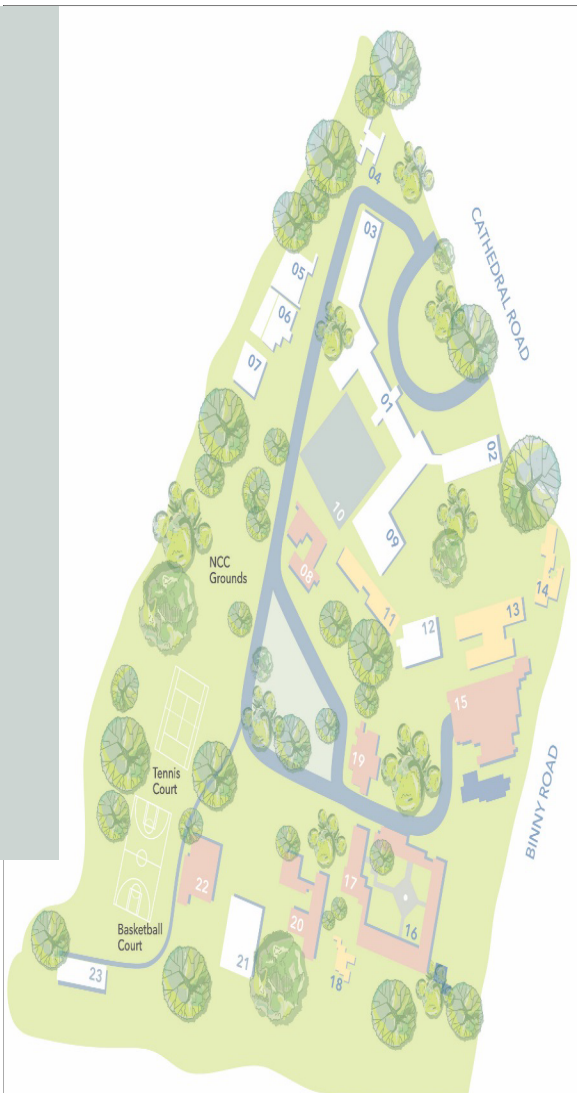 04
03
CATHEDRAL ROAD
05
06
07
01
02
10
09
NCC
Grounds
08
11
12
13
14
15
19
Tennis
Court
BINNY ROAD
22
17
16
20
Basketball
Court
21
18
23